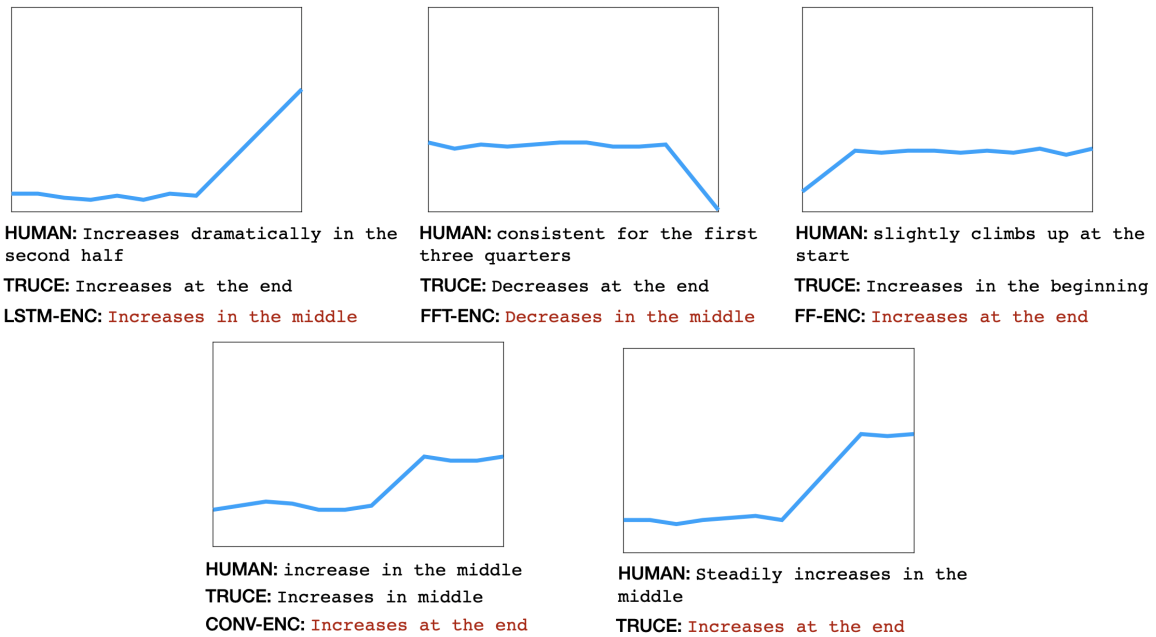 HUMAN: Increases dramatically in the
second half
TRUCE: Increases at the end
LSTM-ENC: Increases in the middle
HUMAN: consistent for the first
three quarters
TRUCE: Decreases at the end
FFT-ENC: Decreases in the middle
HUMAN: slightly climbs up at the
start
TRUCE: Increases in the beginning
FF-ENC: Increases at the end
HUMAN: increase in the middle
TRUCE: Increases in middle
CONV-ENC: Increases at the end
HUMAN: Steadily increases in the
middle
TRUCE: Increases at the end